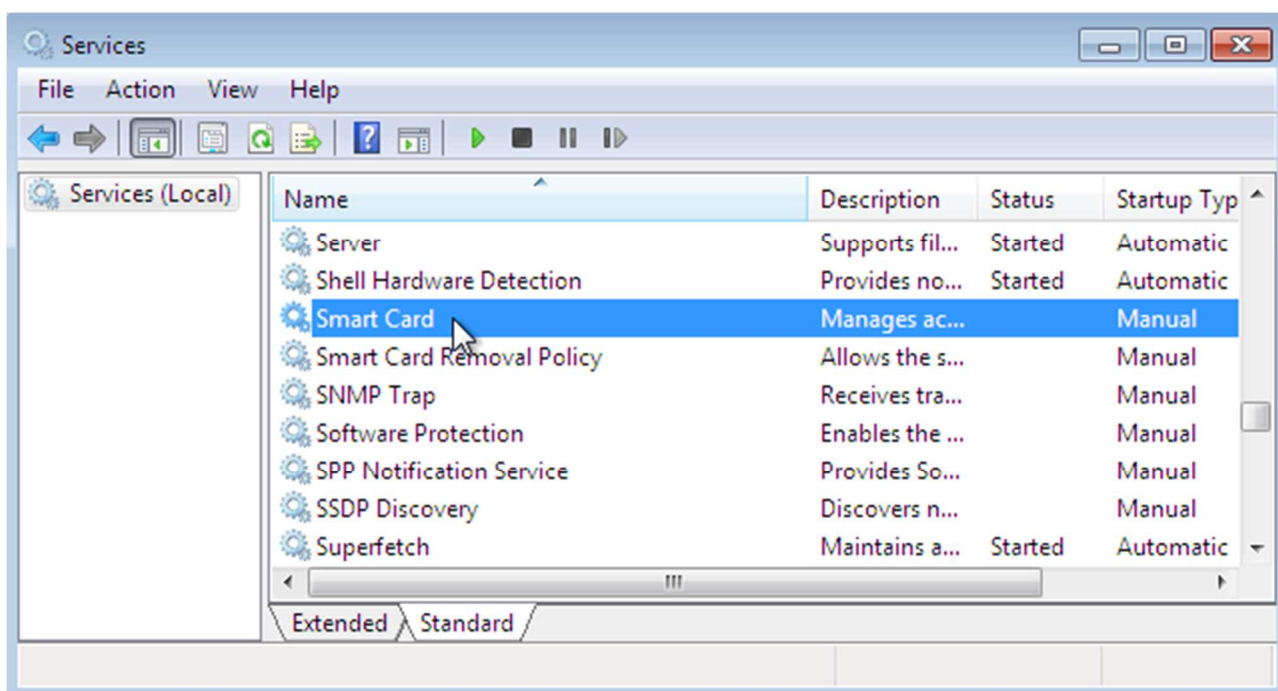 Services
File Action View Help
Services (Local)
Name Description Status Startup Typ
Server Supports fil... Started Automatic
Shell Hardware Detection Provides no... Started Automatic
Smart Card Manages ac... Manual
Smart Card Removal Policy Allows the s... Manual
SNMP Trap Receives tra... Manual
Software Protection Enables the ... Manual
SPP Notification Service Provides So... Manual
SSDP Discovery Discovers n... Manual
Superfetch Maintains a... Started Automatic
Extended Standard